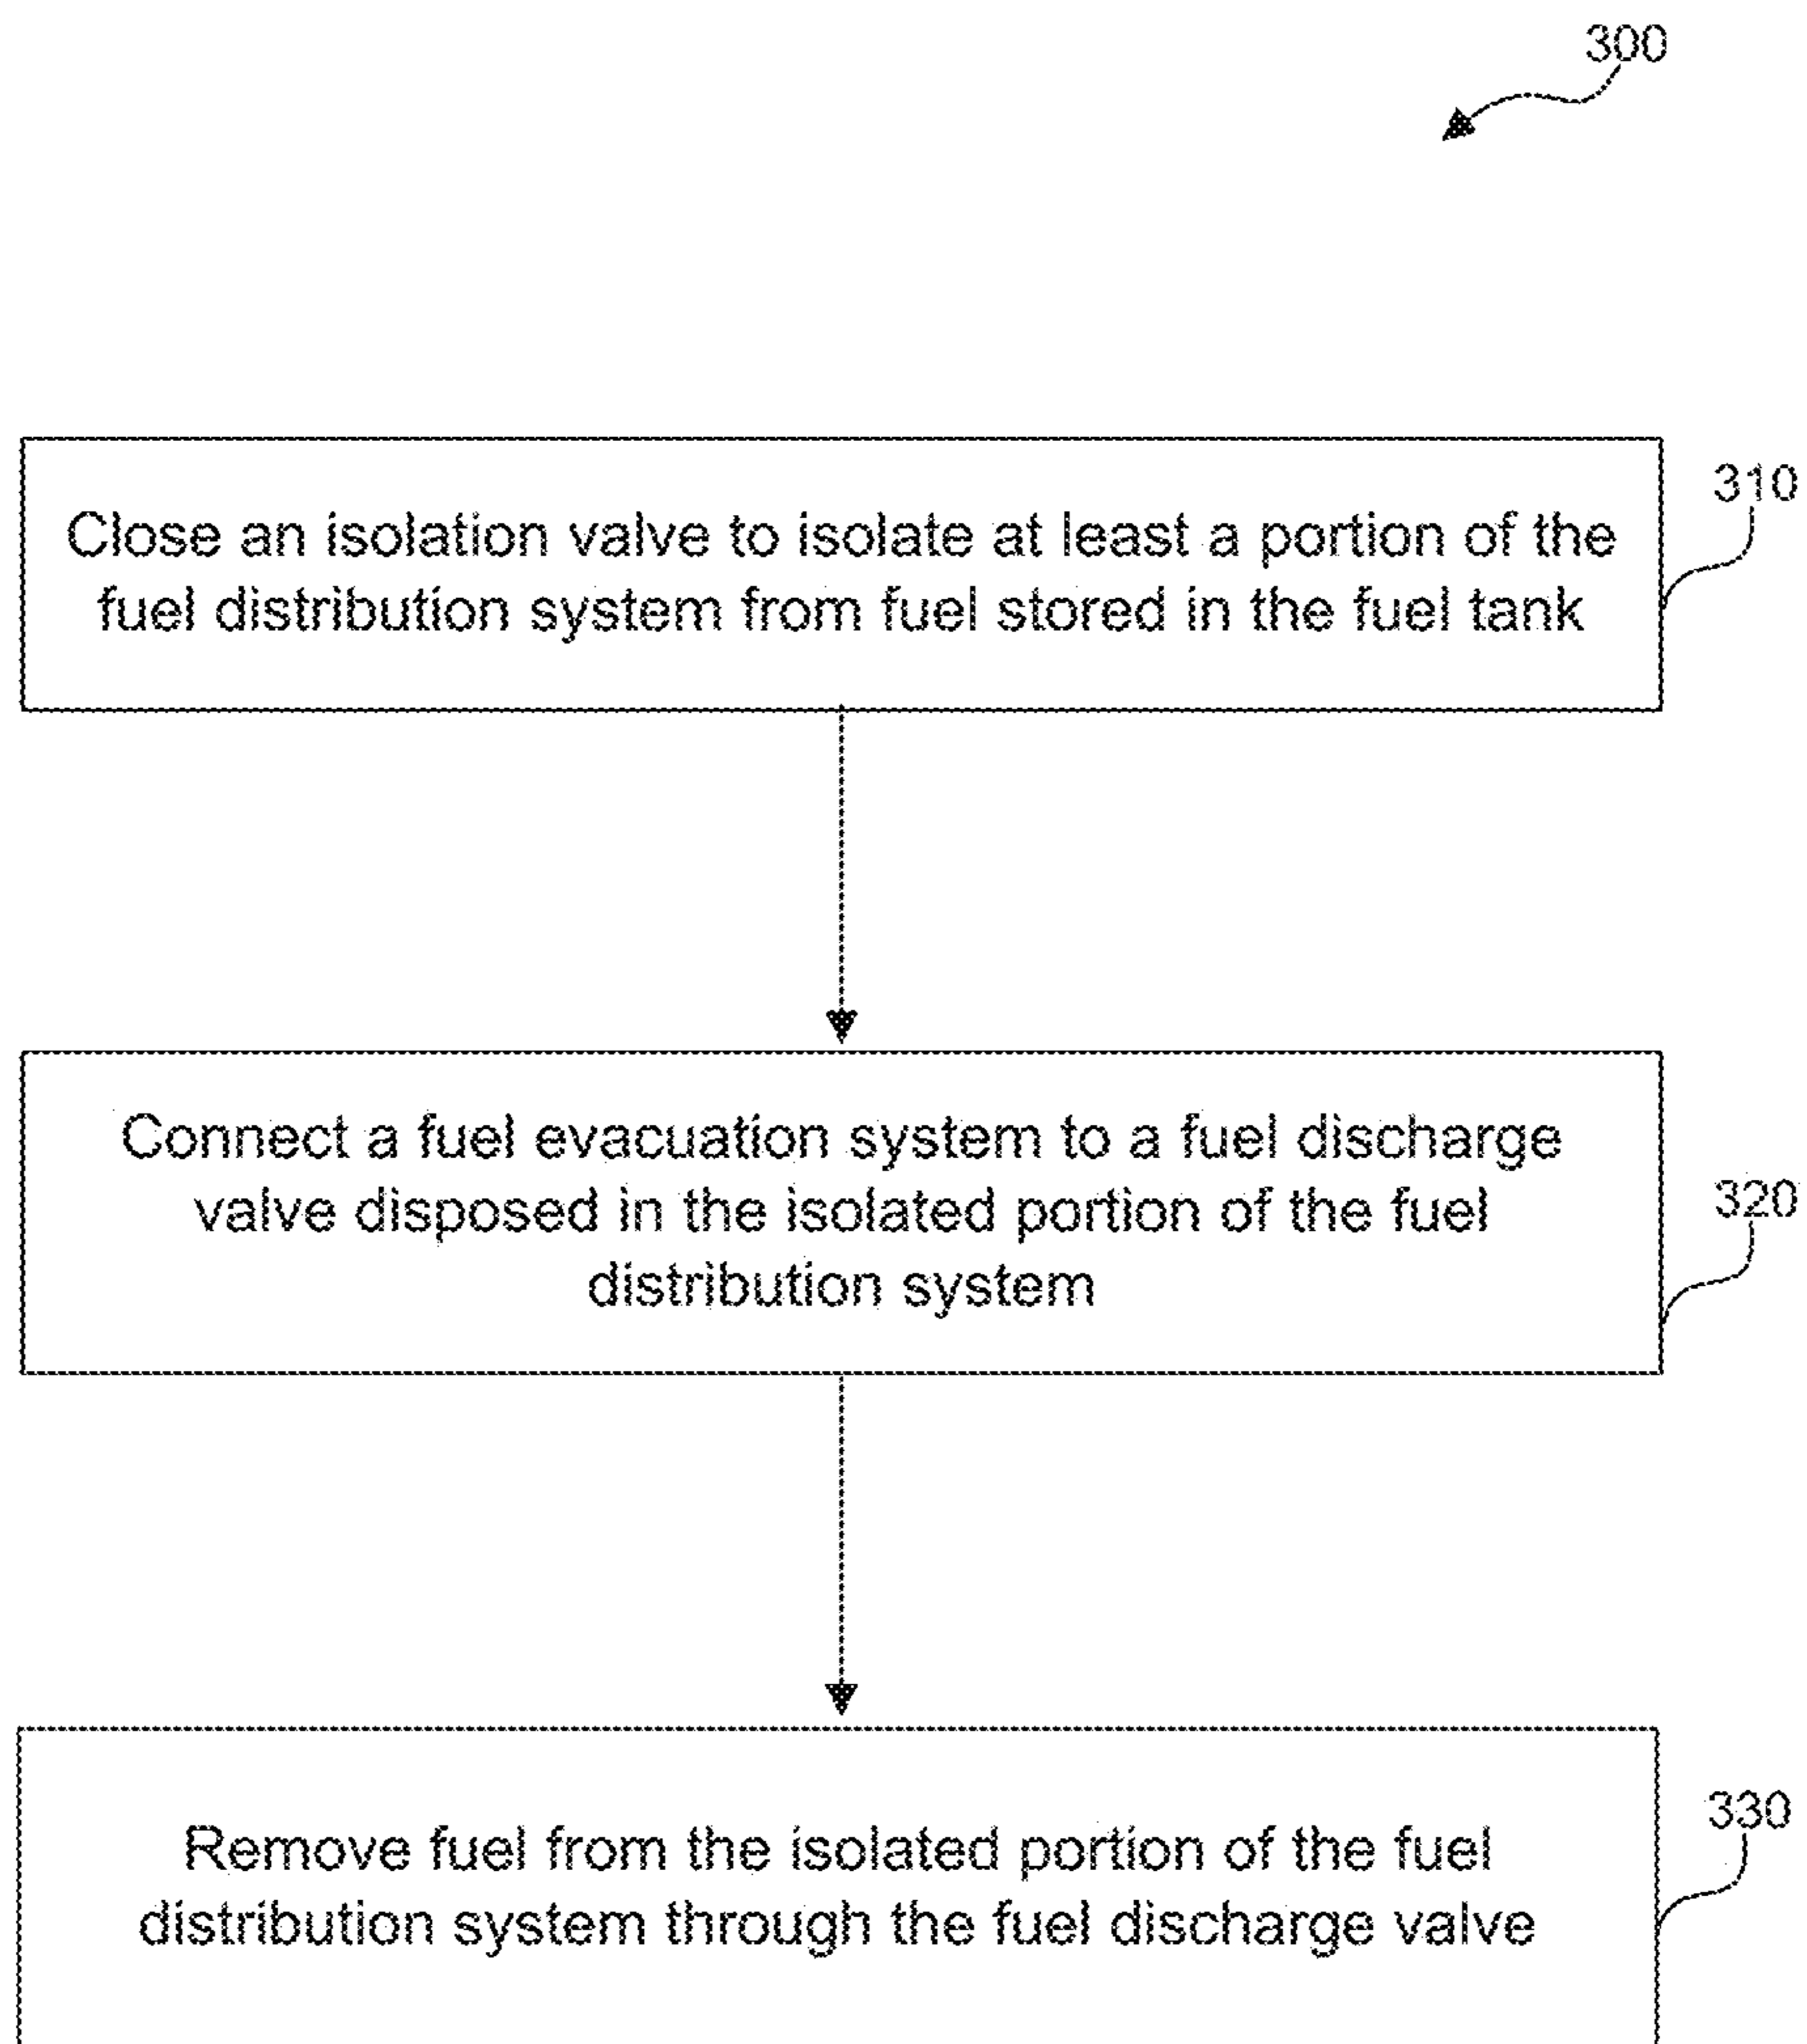 300
Close an isolation valve to isolate at least a portion of the
fuel distribution system from fuel stored in the fuel tank
310
Connect a fuel evacuation system to a fuel discharge
valve disposed in the isolated portion of the fuel
distribution system
320
Remove fuel from the isolated portion of the fuel
distribution system through the fuel discharge valve
330